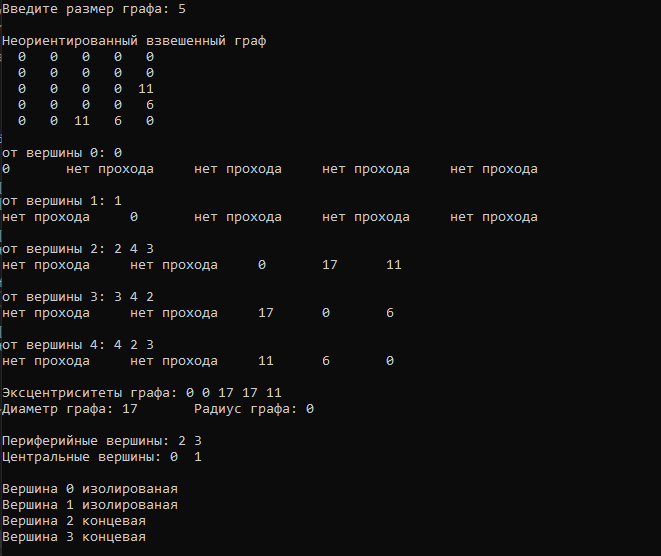 Введите размер графа: 5
Неориентированный взвешенный граф
0 0 0 0 0
0 0 0 0 0
0 0 0 0 11
0 0 0 0 6
0 0 11 6 0
от вершины 0: 0
0 нет прохода нет прохода нет прохода нет прохода
от вершины 1: 1
нет прохода 0 нет прохода нет прохода нет прохода
от вершины 2: 2 4 3
нет прохода нет прохода 0 17 11
от вершины 3: 3 4 2
нет прохода нет прохода 17 0 6
от вершины 4: 4 2 3
нет прохода нет прохода 11 6 0
Эксцентриситеты графа: 0 0 17 17 11
Диаметр графа: 17 Радиус графа: 0
Периферийные вершины: 2 3
Центральные вершины: 0 1
Вершина 0 изолированая
Вершина 1 изолированая
Вершина 2 концевая
Вершина 3 концевая